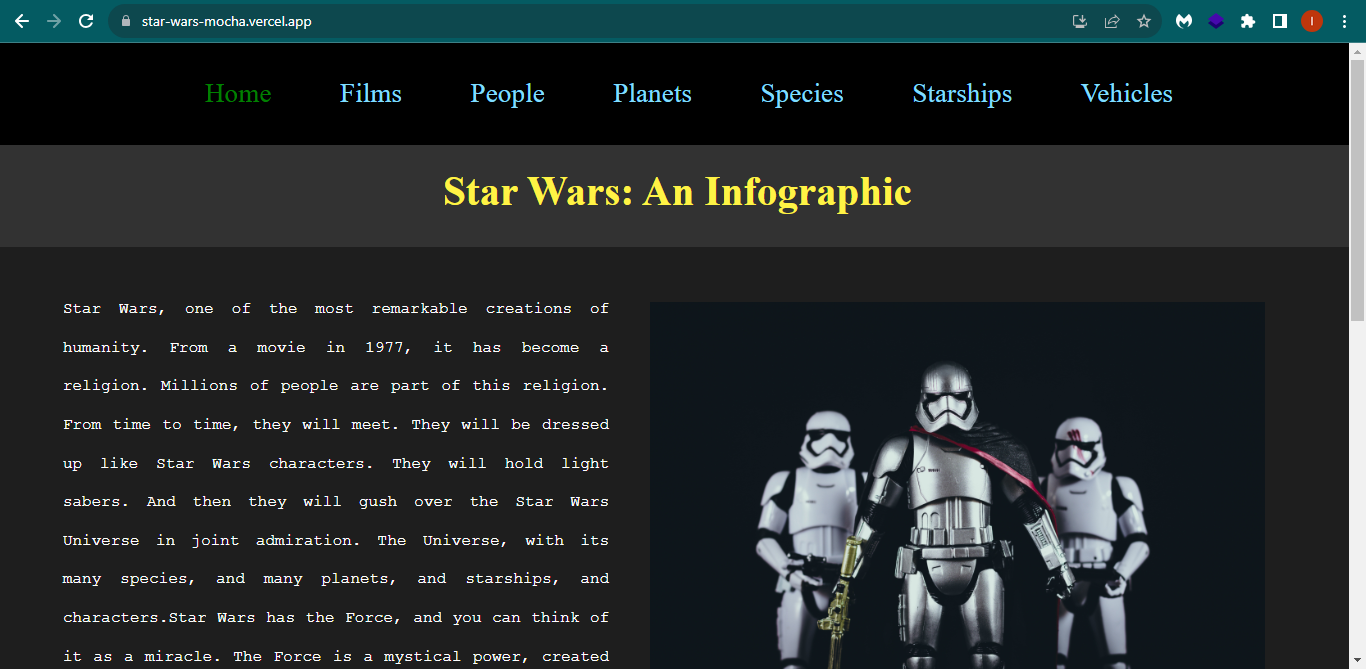 star-wars-mocha.vercel.app
I
Home Films People Planets Species Starships Vehicles
Star Wars: An Infographic
Star Wars, one of the most remarkable creations of
humanity. From a movie in 1977, it has become a
religion. Millions of people are part of this religion.
From time to time, they will meet. They will be dressed
up like Star Wars characters. They will hold light
sabers. And then they will gush over the Star Wars
Universe in joint admiration. The Universe, with its
many species, and many planets, and starships, and
characters.Star Wars has the Force, and you can think of
it as a miracle. The Force is a mystical power, created